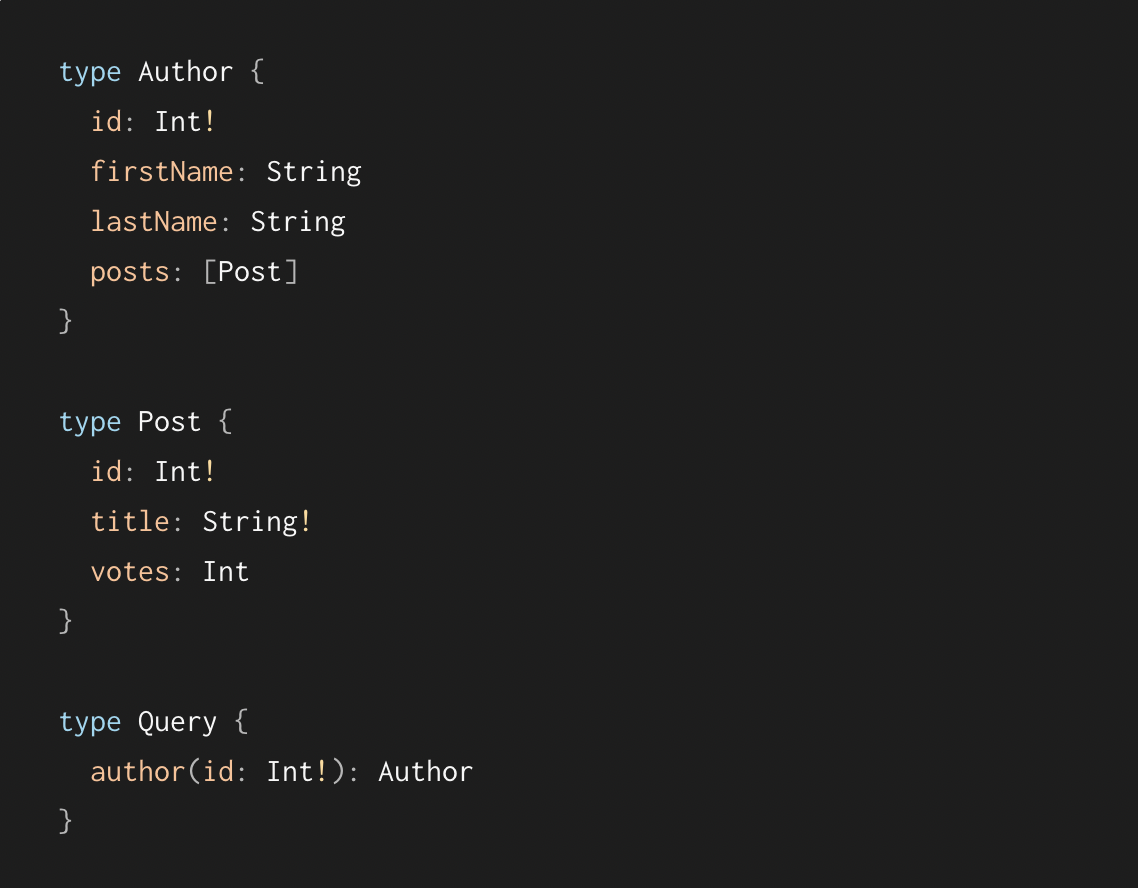 type Author {
  id: Int!
  firstName: String
  lastName: String
  posts: [Post]
}
type Post {
  id: Int!
  title: String!
  votes: Int
}
type Query {
  author(id: Int!): Author
}